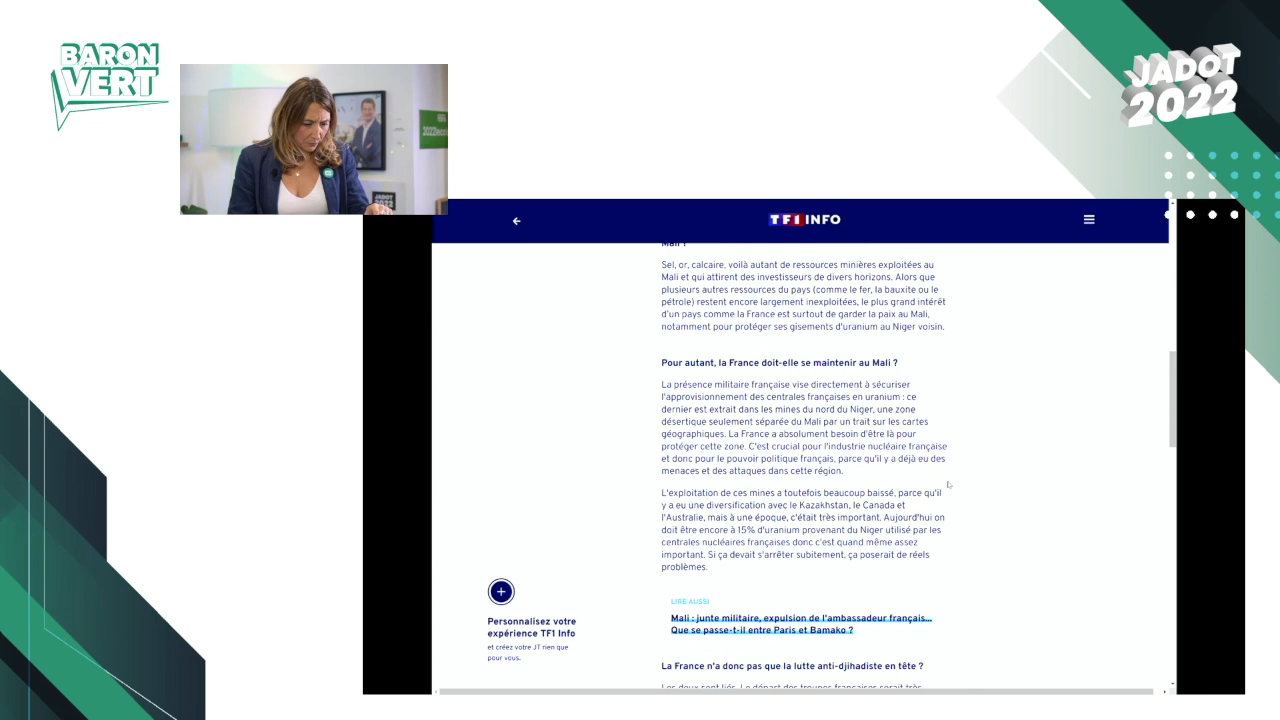 BARON
VERT
JADOT
2022
JADOT
TF1 INFO
Mali ?
Sel, or, calcaire, voilà autant de ressources minières exploitées au
Mali et qui attirent des investisseurs de divers horizons. Alors que
plusieurs autres ressources du pays (comme le fer, la bauxite ou le
pétrole) restent encore largement inexploitées, le plus grand intérêt
d'un pays comme la France est surtout de garder la paix au Mali,
notamment pour protéger ses gisements d'uranium au Niger voisin.
Pour autant, la France doit-elle se maintenir au Mali ?
La présence militaire française vise directement à sécuriser
l'approvisionnement des centrales françaises en uranium : ce
dernier est extrait dans les mines du nord du Niger, une zone
désertique seulement séparée du Mali par un trait sur les cartes
géographiques. La France a absolument besoin d'être là pour
protéger cette zone. C'est crucial pour l'industrie nucléaire française
et donc pour le pouvoir politique français, parce qu'il y a déjà eu des
menaces et des attaques dans cette région.
L'exploitation de ces mines a toutefois beaucoup baissé, parce qu'il
y a eu une diversification avec le Kazakhstan, le Canada et
l'Australie, mais à une époque, c'était très important. Aujourd'hui on
doit être encore à 15% d'uranium provenant du Niger utilisé par les
centrales nucléaires françaises donc c'est quand même assez
important. Si ça devait s'arrêter subitement, ça poserait de réels
problèmes.
LIRE AUSSI
Mali : junte militaire, expulsion de l'ambassadeur français...
Que se passe-t-il entre Paris et Bamako ?
Personnalisez votre
expérience TF1 Info
et créez votre JT rien que
pour vous.
La France n'a donc pas que la lutte anti-djihadiste en tête ?
Les deux sont liés. Le départ des troupes françaises serait très